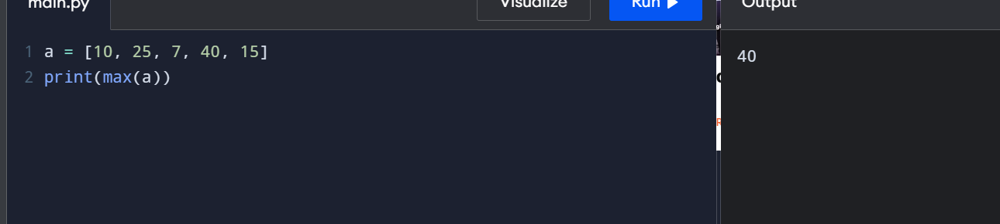 main.py
Visualize
Run
Output
1 a = [10, 25, 7, 40, 15]
2 print(max(a))
40